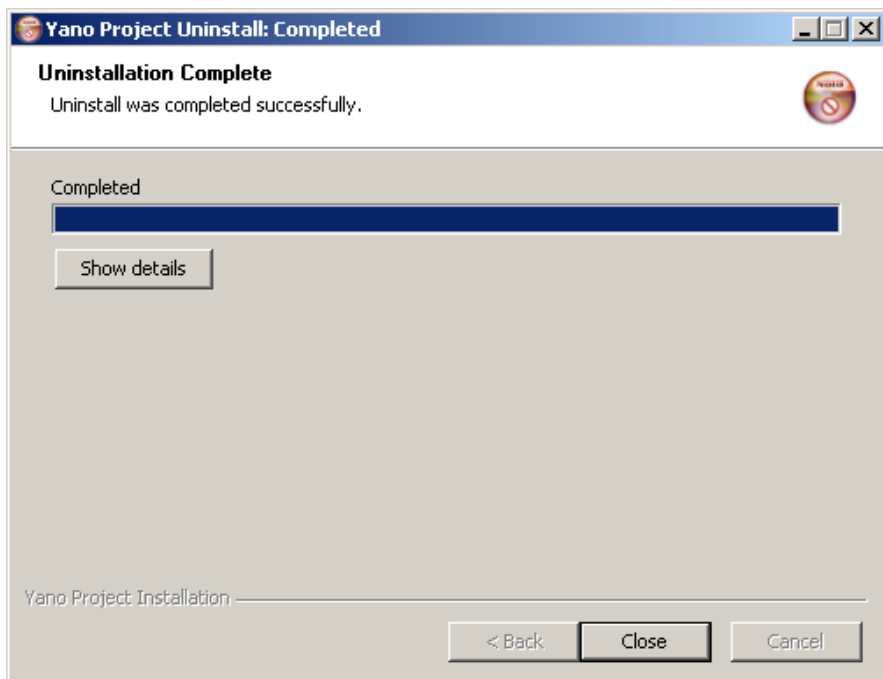 Yano Project Uninstall: Completed
Uninstallation Complete
Uninstall was completed successfully.
Completed
Show details
Yano Project Installation
< Back
Close
Cancel